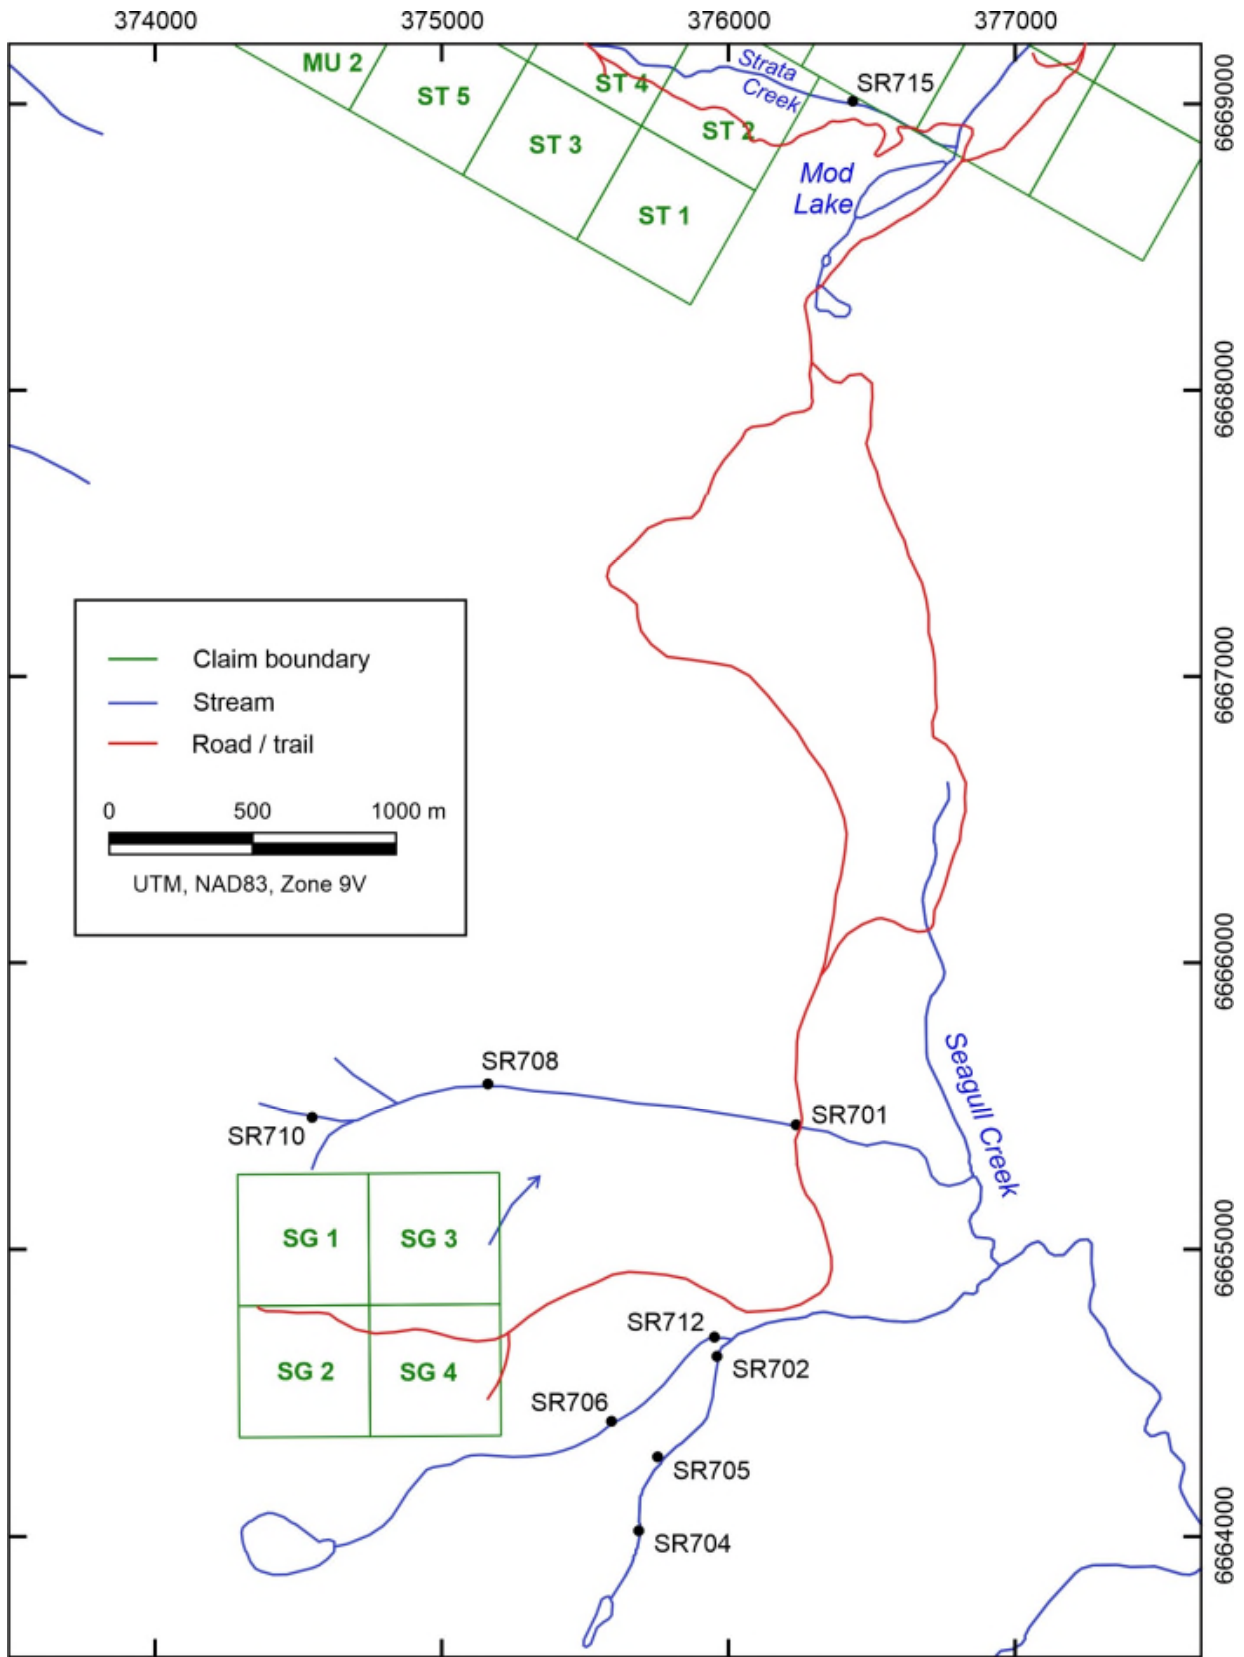 374000
375000
376000
377000
MU 2
ST 5
ST 4
Strata
Creek
SR715
6669000
ST 3
ST 2
Mod
Lake
ST 1
6668000
6667000
Claim boundary
Stream
Road / trail
0 500 1000 m
UTM, NAD83, Zone 9V
6666000
SR708
SR701
SR710
Seagull Creek
SG 1
SG 3
6665000
SR712
SR702
SG 2
SG 4
SR706
SR705
SR704
6664000